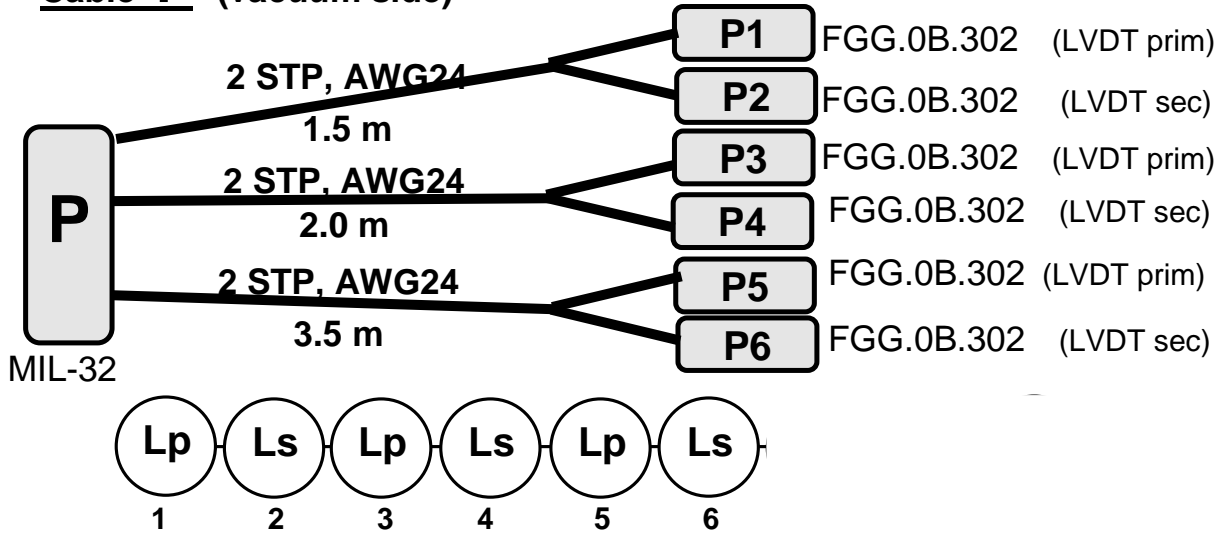 (vacuum side)
P1 FGG.0B.302 (LVDT prim)
2 STP, AWG24
P2 FGG.0B.302 (LVDT sec)
1.5 m
P3 FGG.0B.302 (LVDT prim)
2 STP, AWG24
P
2.0 m
P4 FGG.0B.302 (LVDT sec)
2 STP, AWG24
P5 FGG.0B.302 (LVDT prim)
3.5 m
P6 FGG.0B.302 (LVDT sec)
MIL-32
Lp Ls Lp Ls Lp Ls
1 2 3 4 5 6